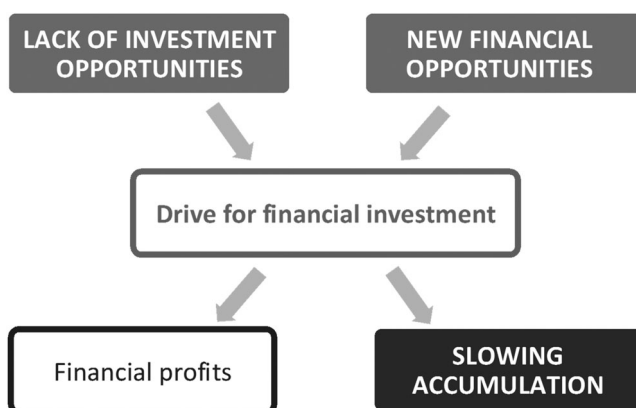 LACK OF INVESTMENT
OPPORTUNITIES
NEW FINANCIAL
OPPORTUNITIES
Drive for financial investment
Financial profits
SLOWING
ACCUMULATION